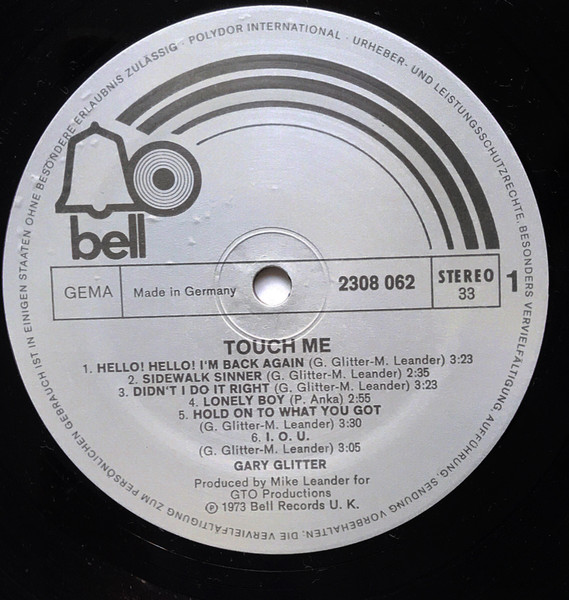 POLYDOR INTERNATIONAL · URHEBER- UND LEISTUNGSSCHUTZRECHTE, BESONDERS VERVIELFÄLTIGUNG, AUFFÜHRUNG, SENDUNG VORBEHALTEN. DIE VERVIELFÄLTIGUNG ZUM PERSÖNLICHEN GEBRAUCH IST IN EINIGEN STAATEN OHNE BESONDERE ERLAUBNIS ZULÄSSIG ·
bell
GEMA
Made in Germany
2308 062
STEREO
33
1
TOUCH ME
1. HELLO! HELLO! I'M BACK AGAIN (G. Glitter-M. Leander) 3:23
2. SIDEWALK SINNER (G. Glitter-M. Leander) 2:35
3. DIDN'T I DO IT RIGHT (G. Glitter-M. Leander) 3:23
4. LONELY BOY (P. Anka) 2:55
5. HOLD ON TO WHAT YOU GOT
(G. Glitter-M. Leander) 3:30
6. I. O. U.
(G. Glitter-M. Leander) 3:05
GARY GLITTER
Produced by Mike Leander for
GTO Productions
℗ 1973 Bell Records U. K.